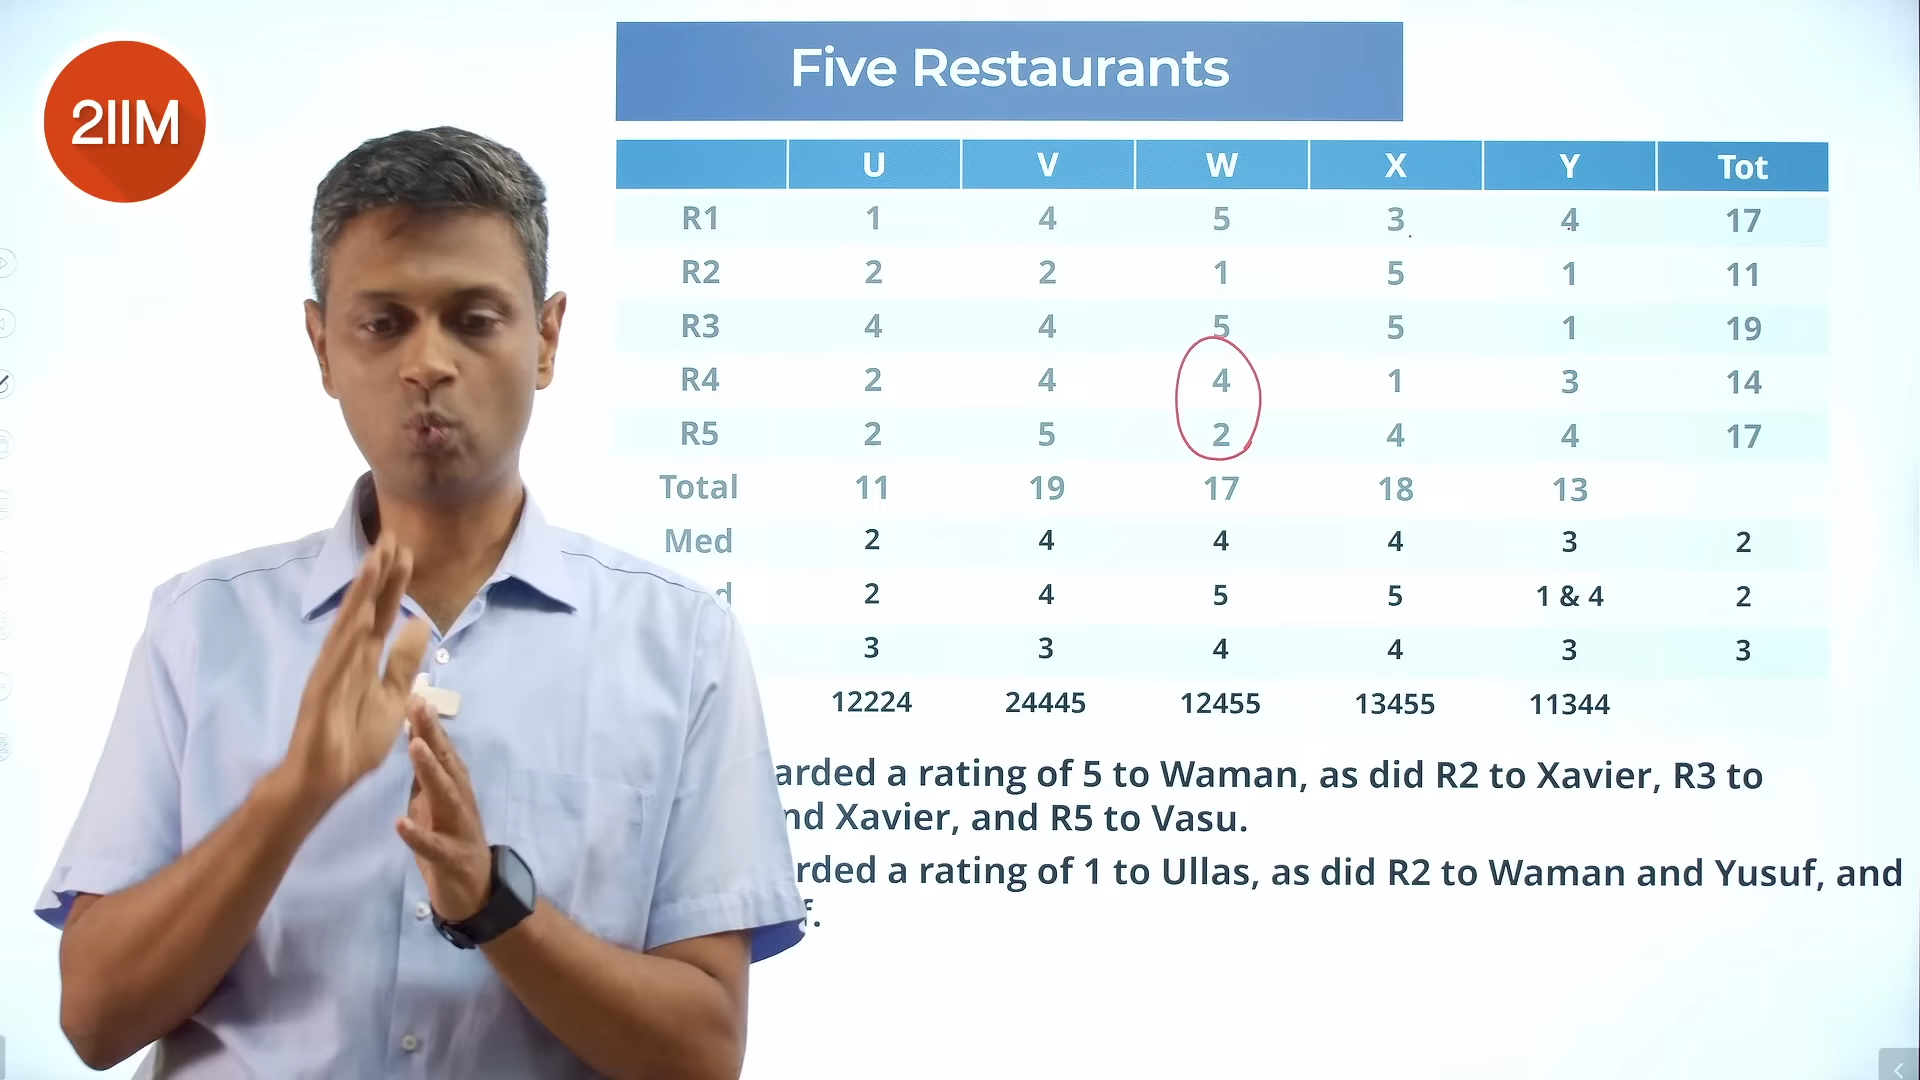 2IIM
Five Restaurants
U V W X Y Tot
R1 1 4 5 3 4 17
R2 2 2 1 5 1 11
R3 4 4 5 5 1 19
R4 2 4 4 1 3 14
R5 2 5 2 4 4 17
Total 11 19 17 18 13
Med 2 4 4 4 3 2
d 2 4 5 5 1 & 4 2
3 3 4 4 3 3
12224 24445 12455 13455 11344
arded a rating of 5 to Waman, as did R2 to Xavier, R3 to
nd Xavier, and R5 to Vasu.
rded a rating of 1 to Ullas, as did R2 to Waman and Yusuf, and
f.